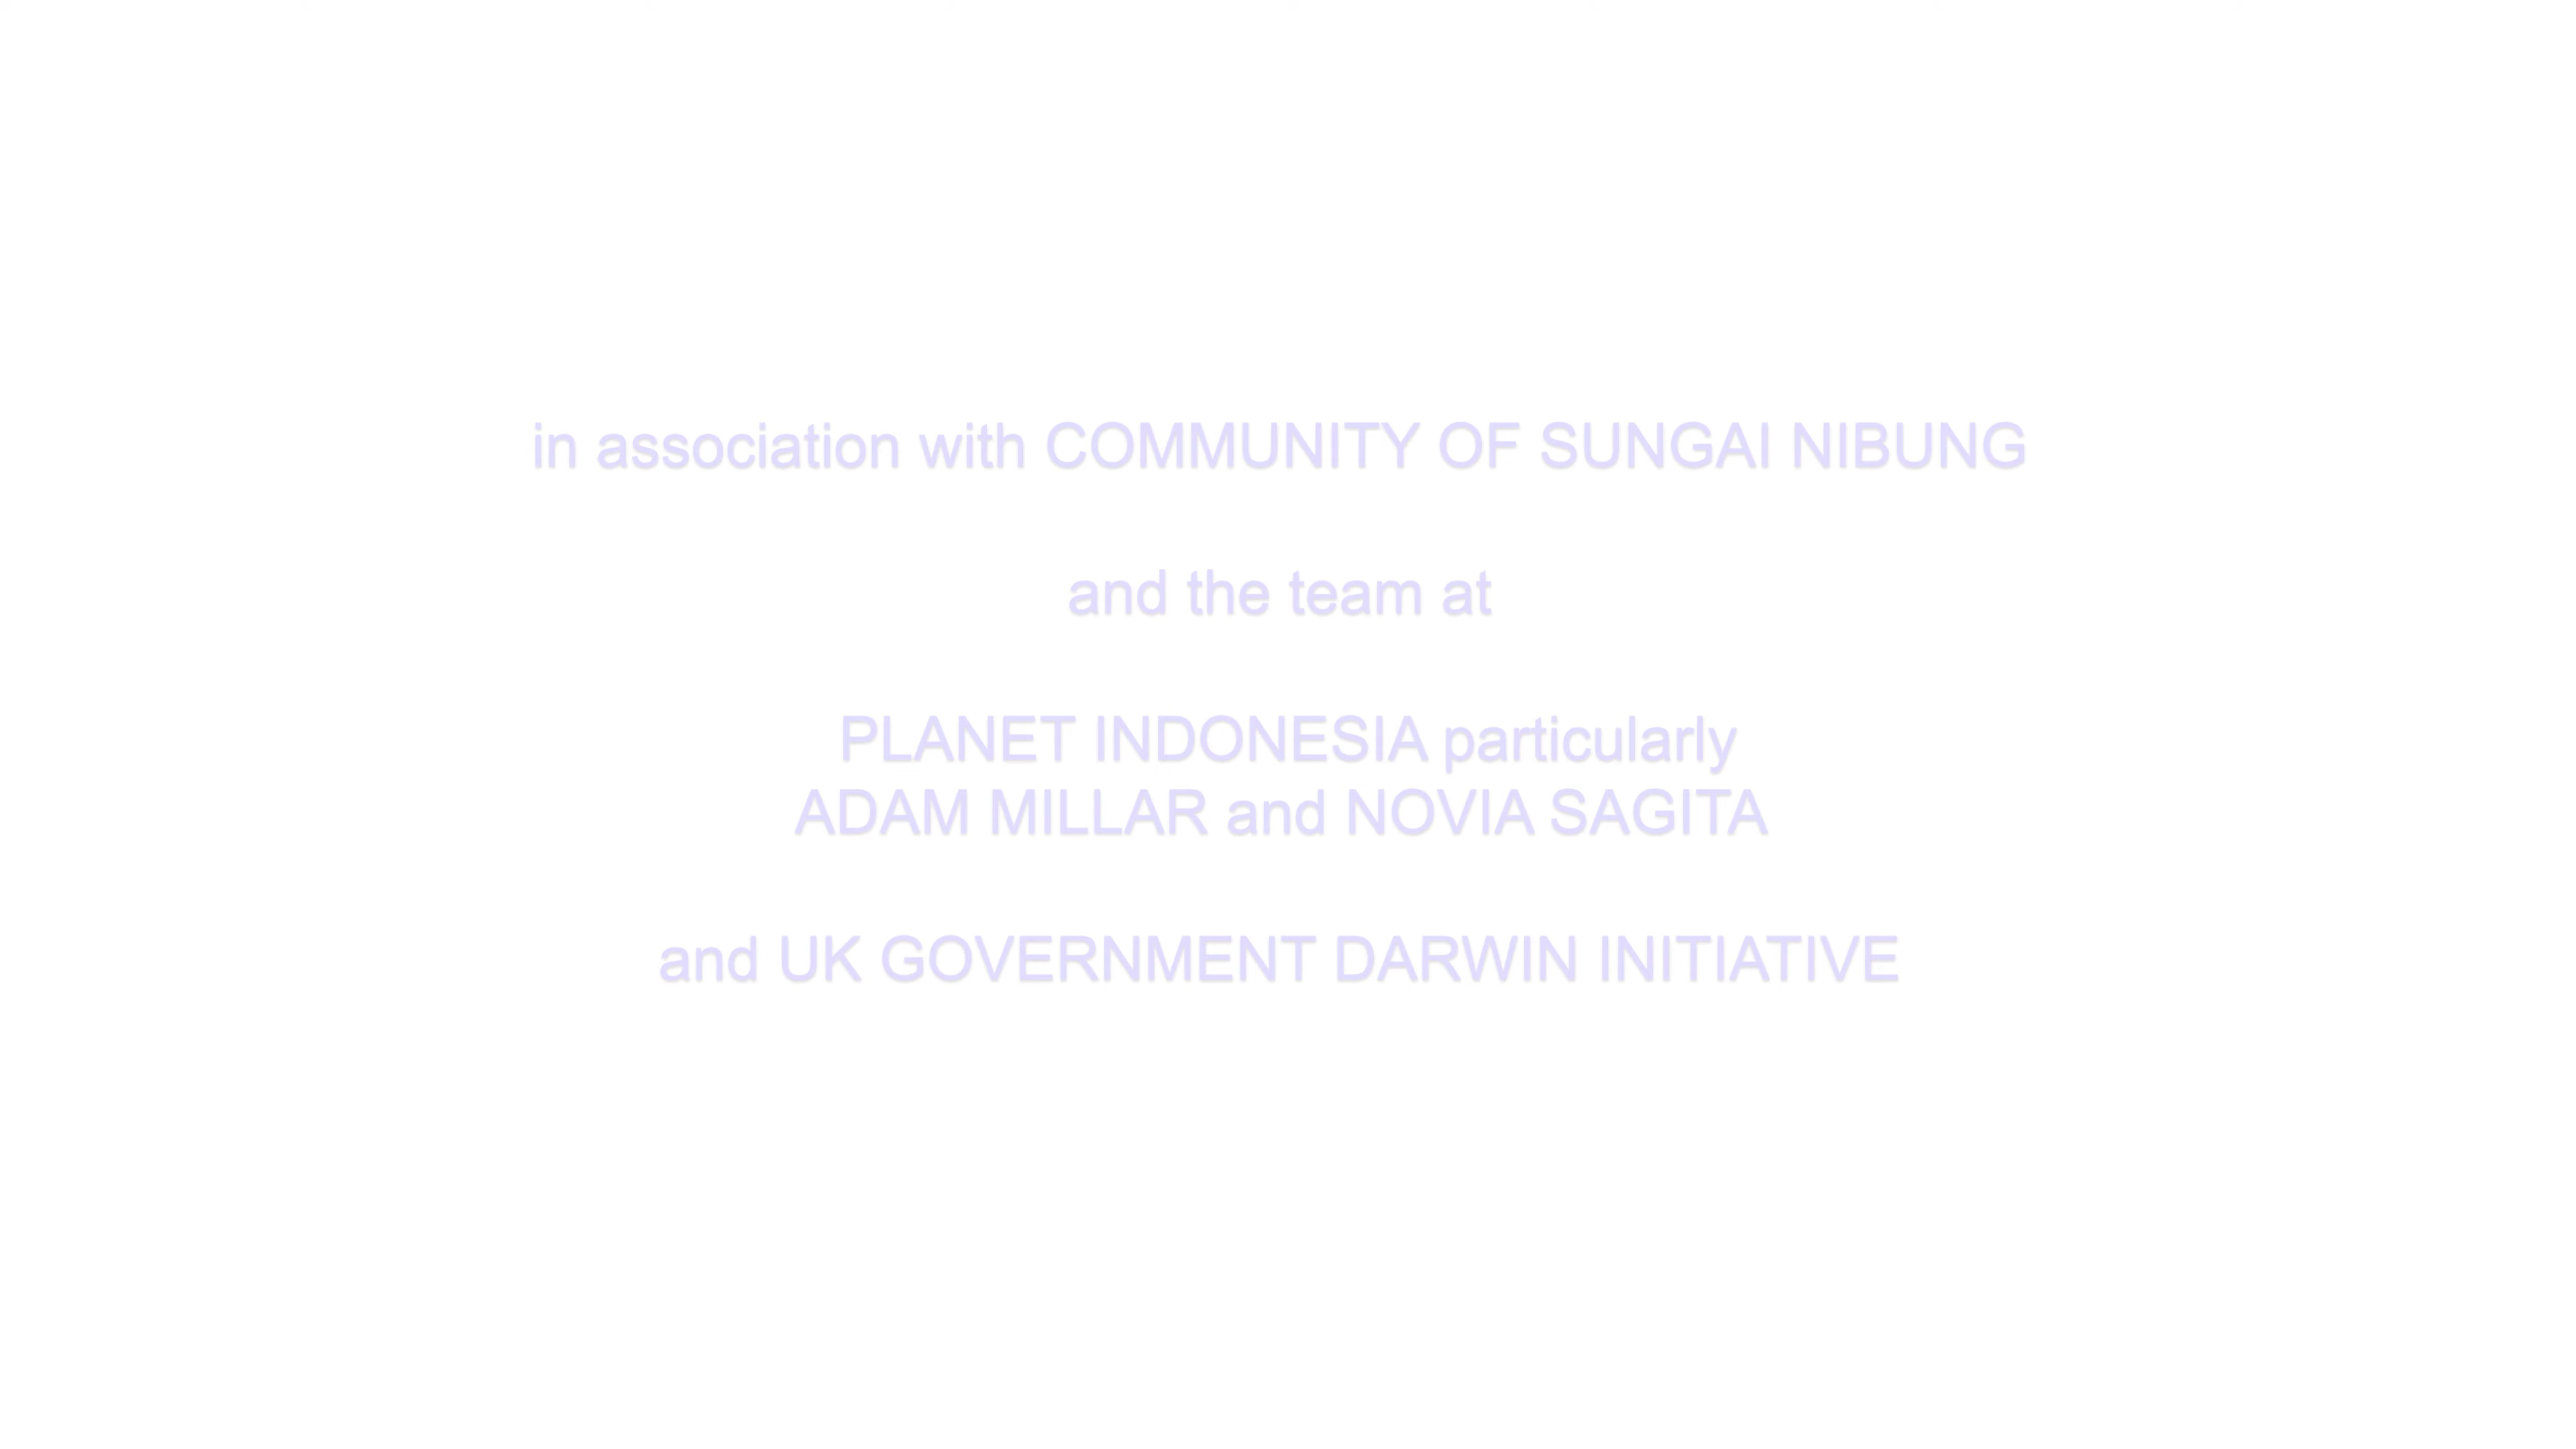 in association with COMMUNITY OF SUNGAI NIBUNG
and the team at
PLANET INDONESIA particularly
ADAM MILLAR and NOVIA SAGITA
and UK GOVERNMENT DARWIN INITIATIVE